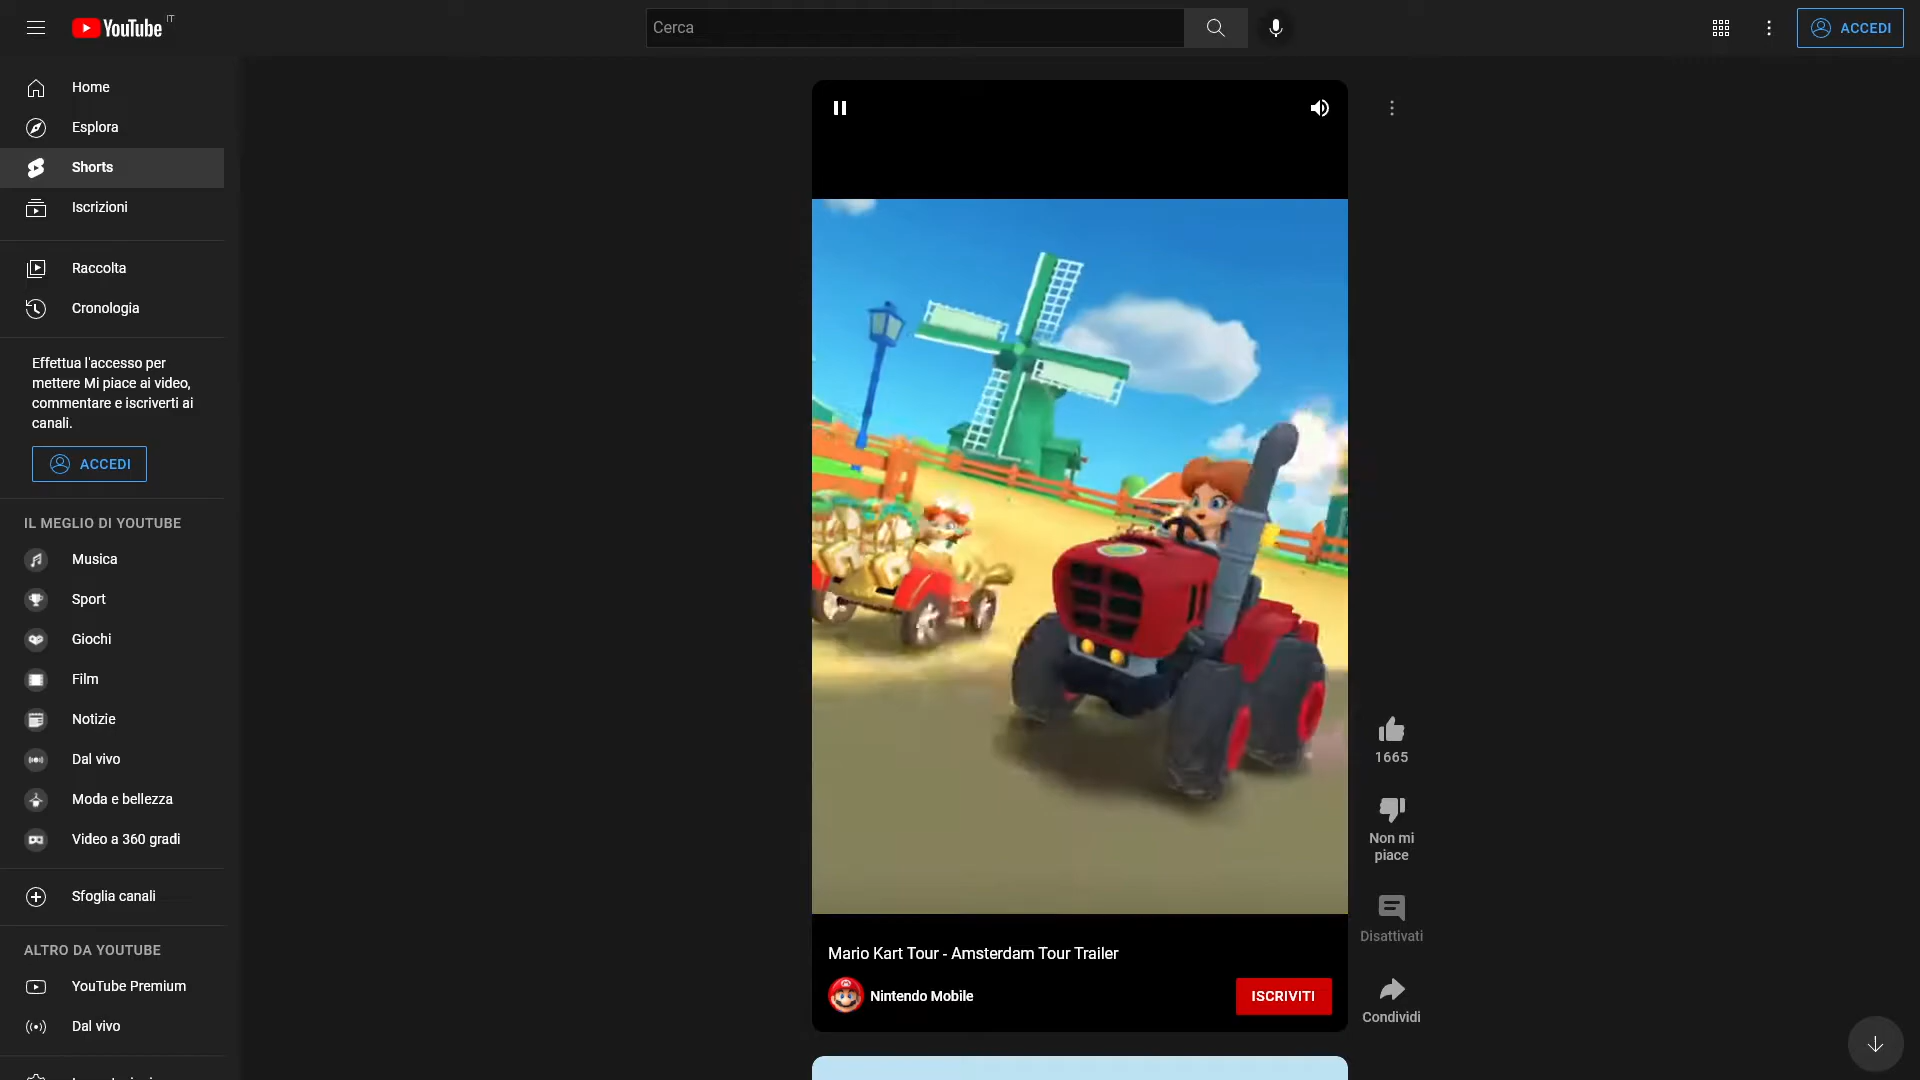 YouTube IT
Cerca
ACCEDI
Home
Esplora
Shorts
Iscrizioni
Raccolta
Cronologia
Effettua l'accesso per
mettere Mi piace ai video,
commentare e iscriverti ai
canali.
ACCEDI
IL MEGLIO DI YOUTUBE
Musica
Sport
Giochi
Film
Notizie
Dal vivo
Moda e bellezza
Video a 360 gradi
Sfoglia canali
ALTRO DA YOUTUBE
YouTube Premium
Dal vivo
1665
Non mi
piace
Disattivati
Condividi
Mario Kart Tour - Amsterdam Tour Trailer
Nintendo Mobile
ISCRIVITI